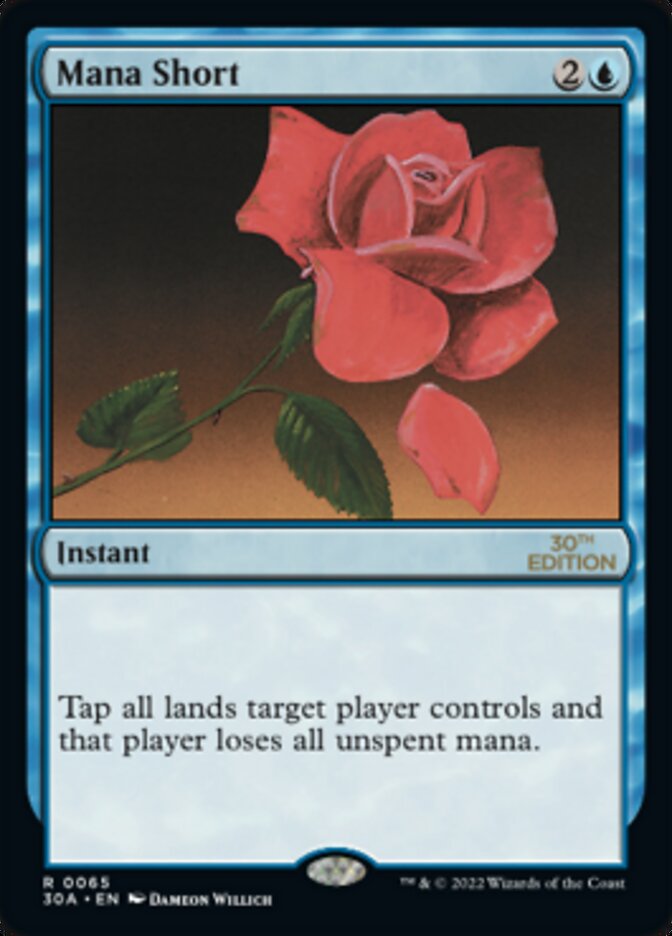 Mana Short
2
Instant
30TH
EDITION
Tap all lands target player controls and
that player loses all unspent mana.
R 0065
30A • EN Dameon Willich
™ & © 2022 Wizards of the Coast